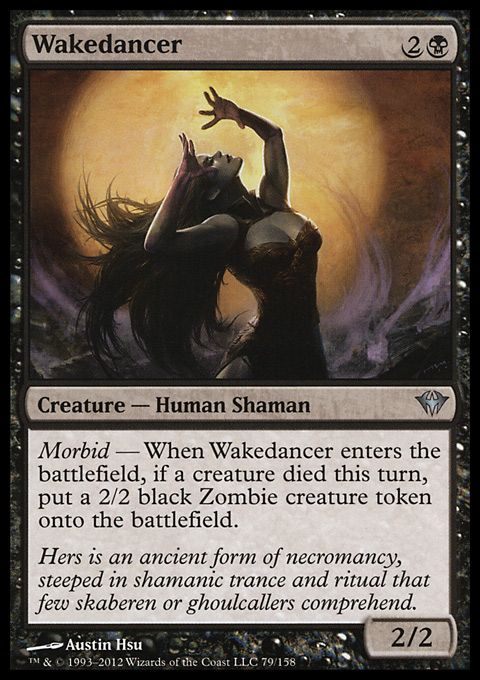 Wakedancer 2
Creature — Human Shaman
Morbid — When Wakedancer enters the
battlefield, if a creature died this turn,
put a 2/2 black Zombie creature token
onto the battlefield.
Hers is an ancient form of necromancy,
steeped in shamanic trance and ritual that
few skaberen or ghoulcallers comprehend.
2/2
Austin Hsu
™ & © 1993–2012 Wizards of the Coast LLC 79/158